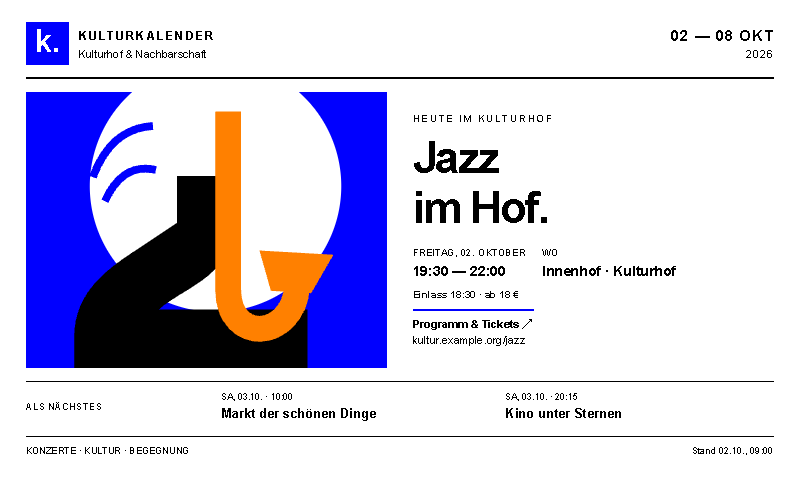 k.
KULTURKALENDER
Kulturhof & Nachbarschaft
02 — 08 OKT
2026
HEUTE IM KULTURHOF
Jazz
im Hof.
FREITAG, 02. OKTOBER
19:30 — 22:00
WO
Innenhof · Kulturhof
Einlass 18:30 · ab 18 €
Programm & Tickets ↗
kultur.example.org/jazz
ALS NÄCHSTES
SA, 03.10. · 10:00
Markt der schönen Dinge
SA, 03.10. · 20:15
Kino unter Sternen
KONZERTE · KULTUR · BEGEGNUNG
Stand 02.10., 09:00